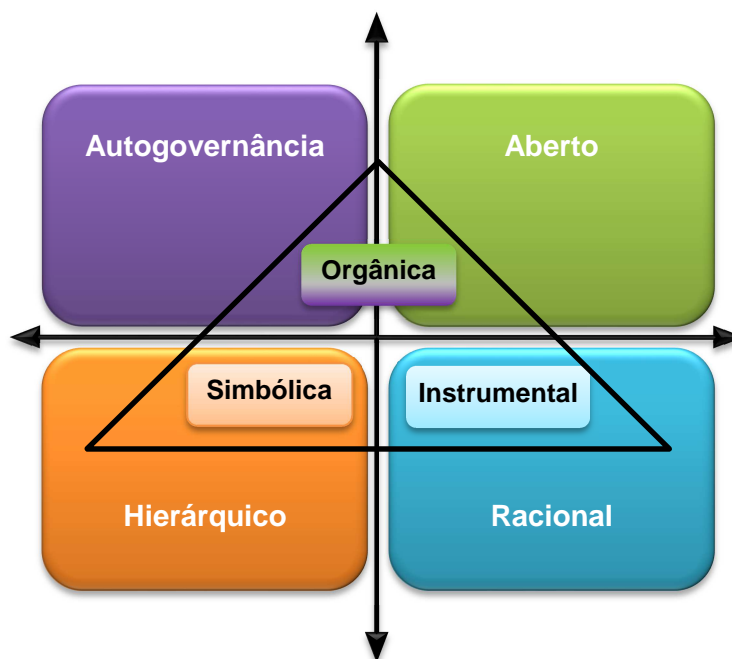 Autogovernância
Aberto
Orgânica
Simbólica
Instrumental
Hierárquico
Racional